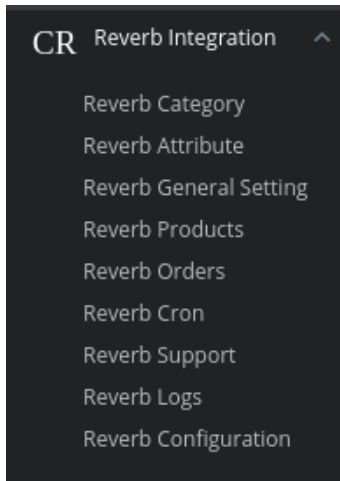 CR Reverb Integration
Reverb Category
Reverb Attribute
Reverb General Setting
Reverb Products
Reverb Orders
Reverb Cron
Reverb Support
Reverb Logs
Reverb Configuration